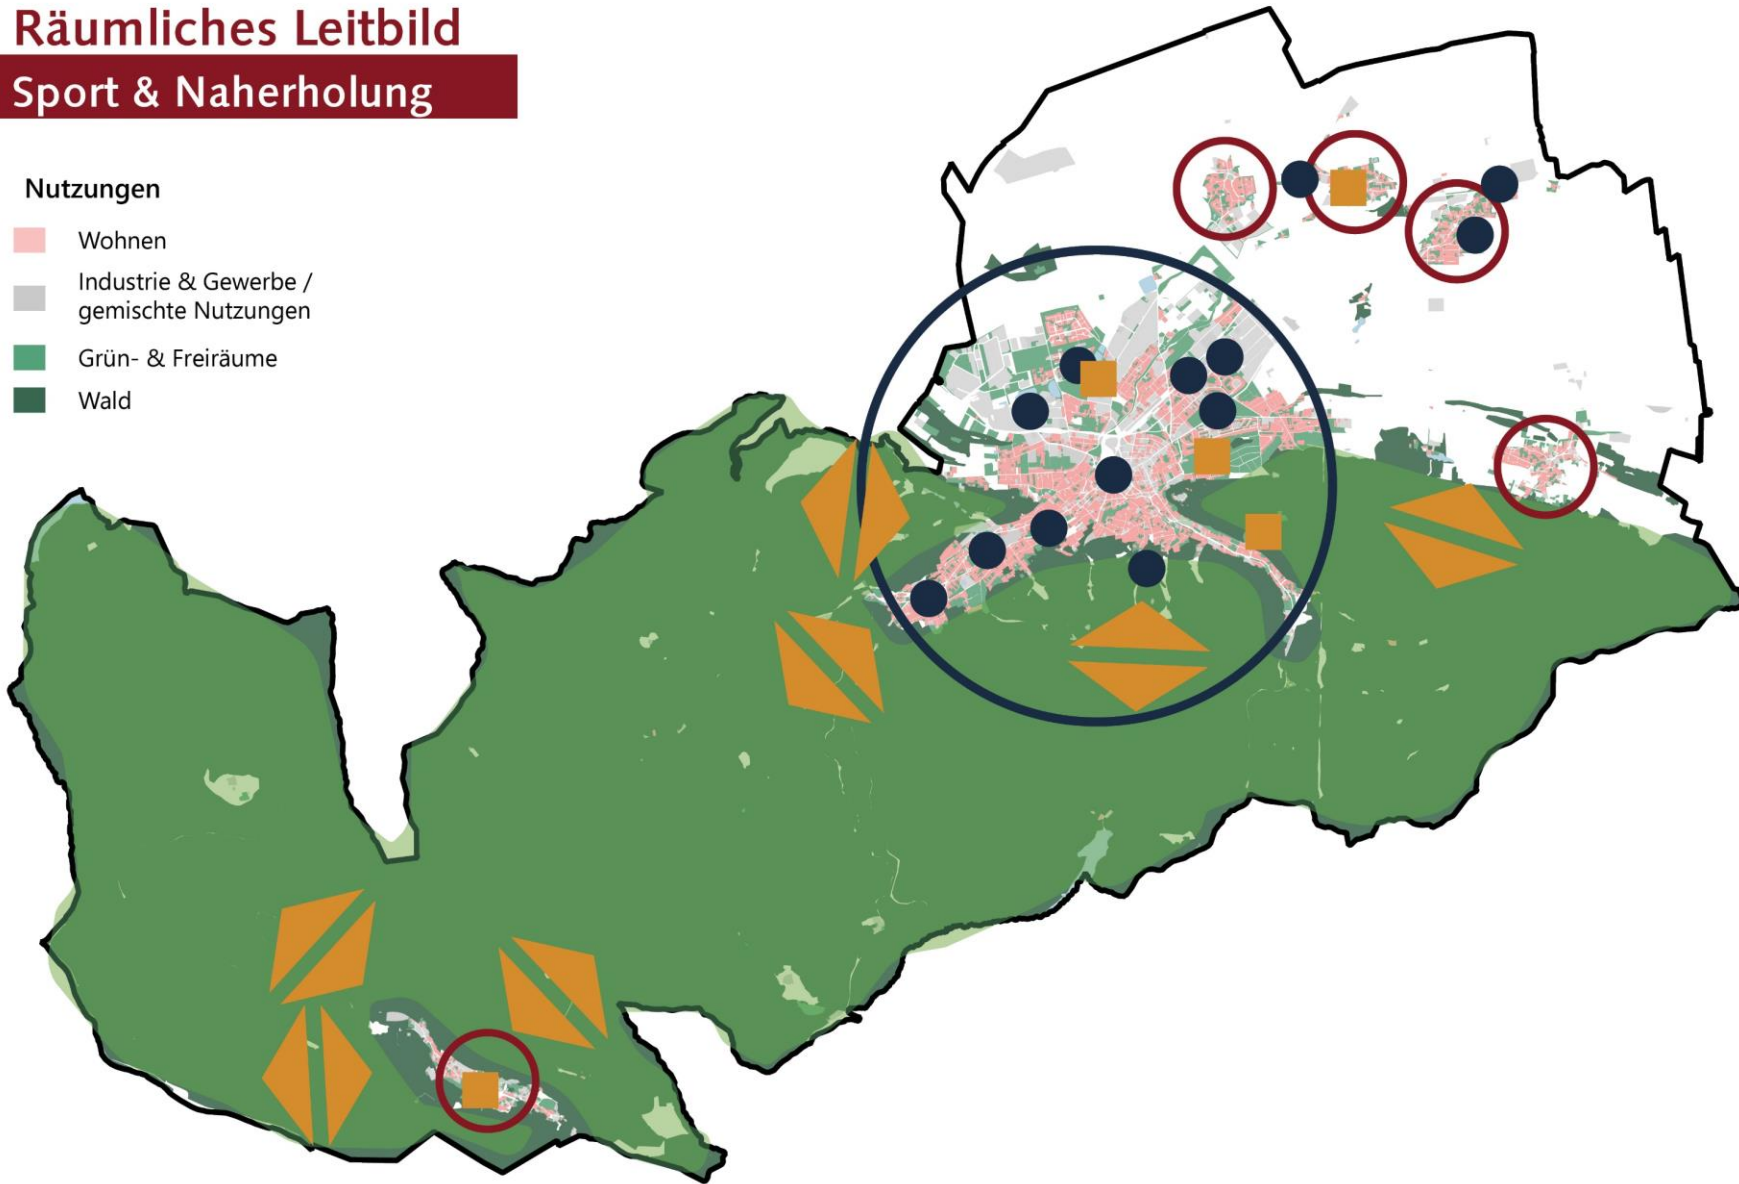 Räumliches Leitbild
Sport & Naherholung
Nutzungen
Wohnen
Industrie & Gewerbe /
gemischte Nutzungen
Grün- & Freiräume
Wald